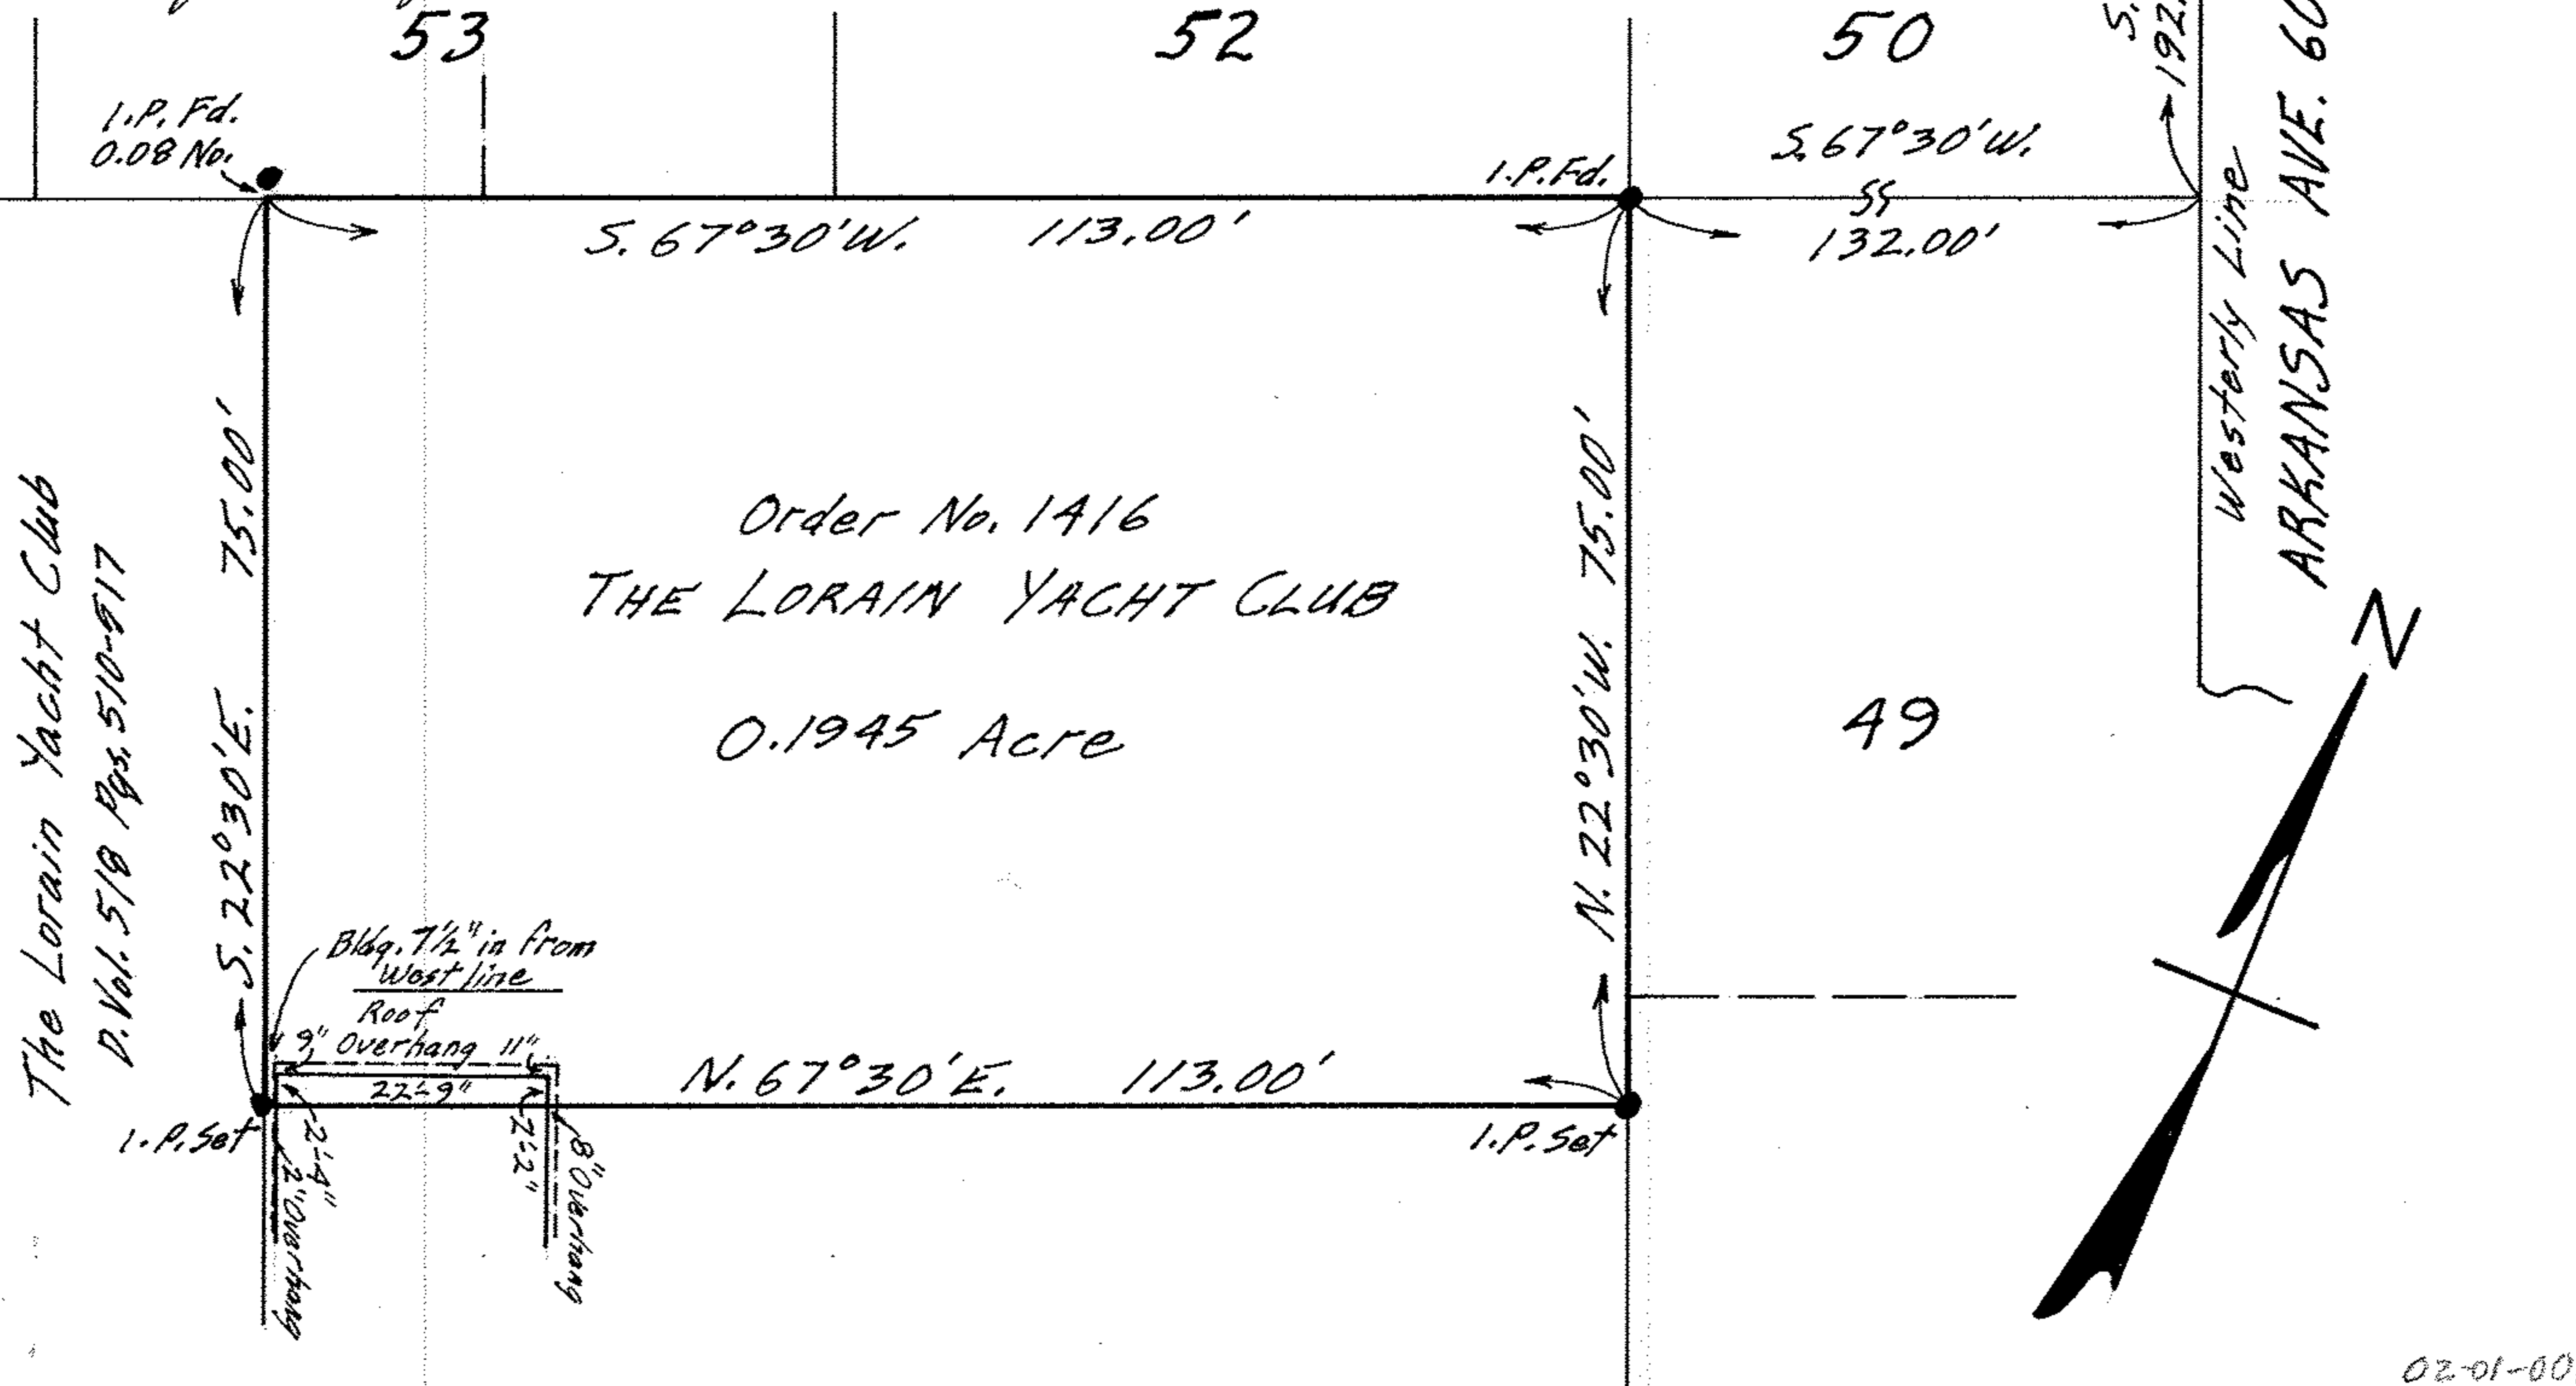 53
52
50
S.
192.
I.P. Fd.
0.08 No.
I.P. Fd.
S. 67°30'W.
132.00'
S. 67°30'W. 113.00'
Westerly Line
ARKANSAS AVE. 60
The Lorain Yacht Club
D. Vol. 518 Pgs. 510-517
S. 22°30'E. 75.00'
Order No. 1416
THE LORAIN YACHT CLUB
0.1945 Acre
N. 22°30'W. 75.00'
49
N
Bldg. 7½" in from
West line
Roof
9" Overhang 11"
22'-9"
N. 67°30'E. 113.00'
I.P. Set
2'-4"
2" Overhang
8" Overhang
I.P. Set
02-01-00